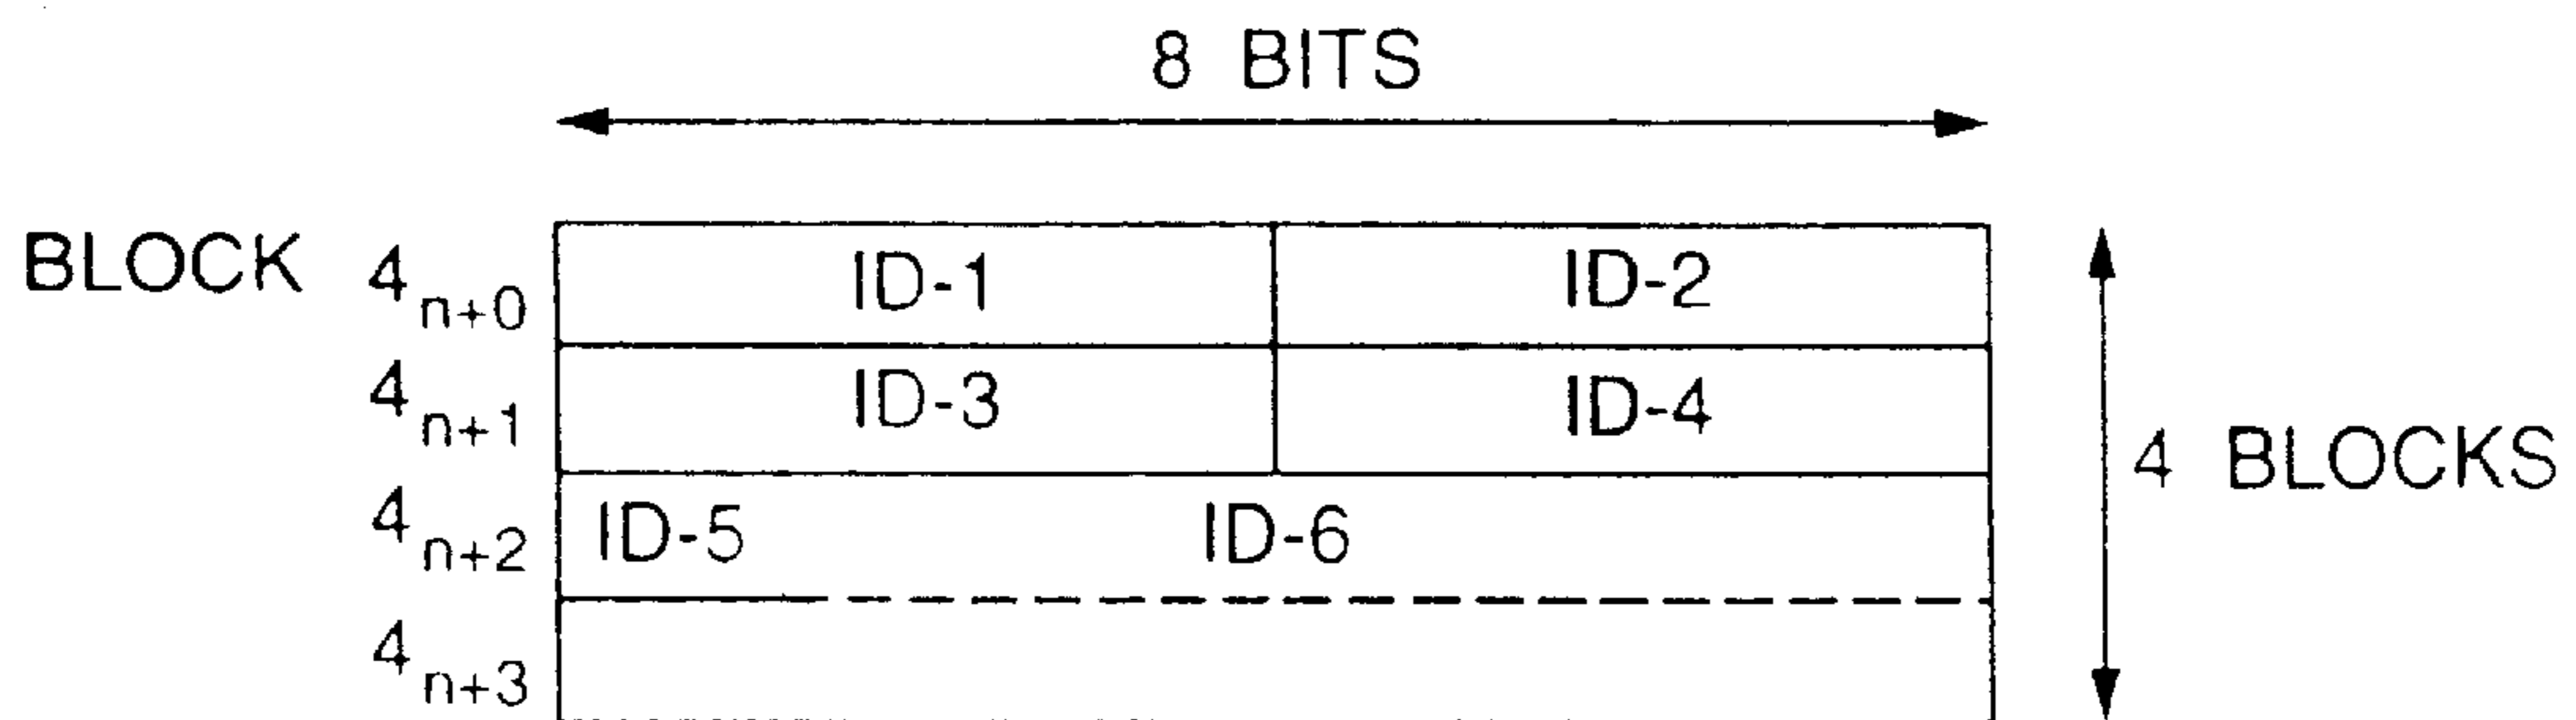 8 BITS
BLOCK 4n+0 ID-1 ID-2
4n+1 ID-3 ID-4
4 BLOCKS
4n+2 ID-5 ID-6
4n+3